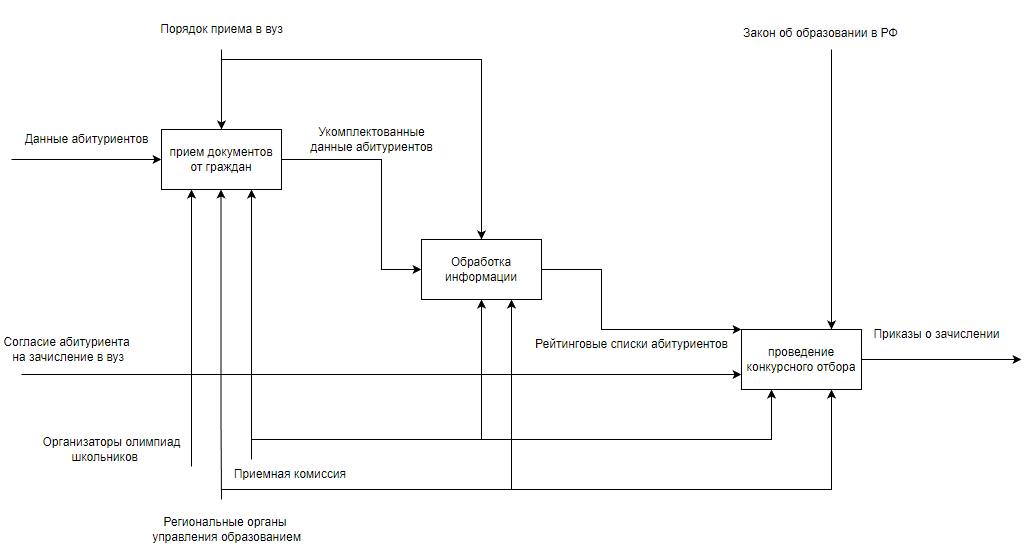 Порядок приема в вуз
Закон об образовании в РФ
Данные абитуриентов
прием документов
от граждан
Укомплектованные
данные абитуриентов
Обработка
информации
Согласие абитуриента
на зачисление в вуз
Рейтинговые списки абитуриентов
проведение
конкурсного отбора
Приказы о зачислении
Организаторы олимпиад
школьников
Приемная комиссия
Региональные органы
управления образованием